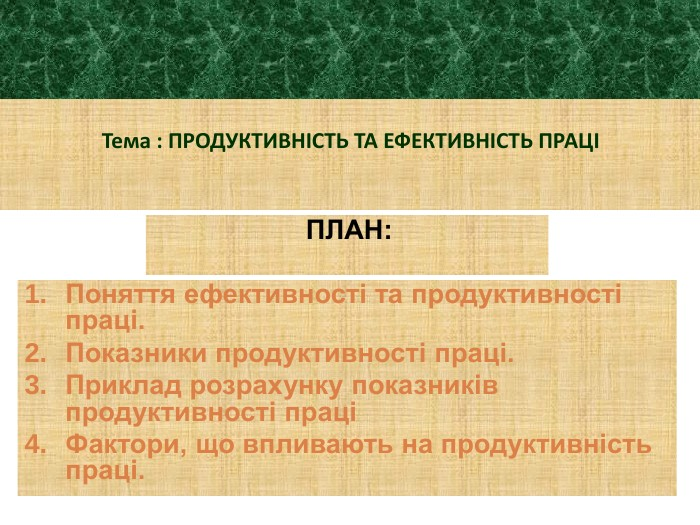 Тема : ПРОДУКТИВНІСТЬ ТА ЕФЕКТИВНІСТЬ ПРАЦІ
ПЛАН:
1. Поняття ефективності та продуктивності
праці.
2. Показники продуктивності праці.
3. Приклад розрахунку показників
продуктивності праці
4. Фактори, що впливають на продуктивність
праці.